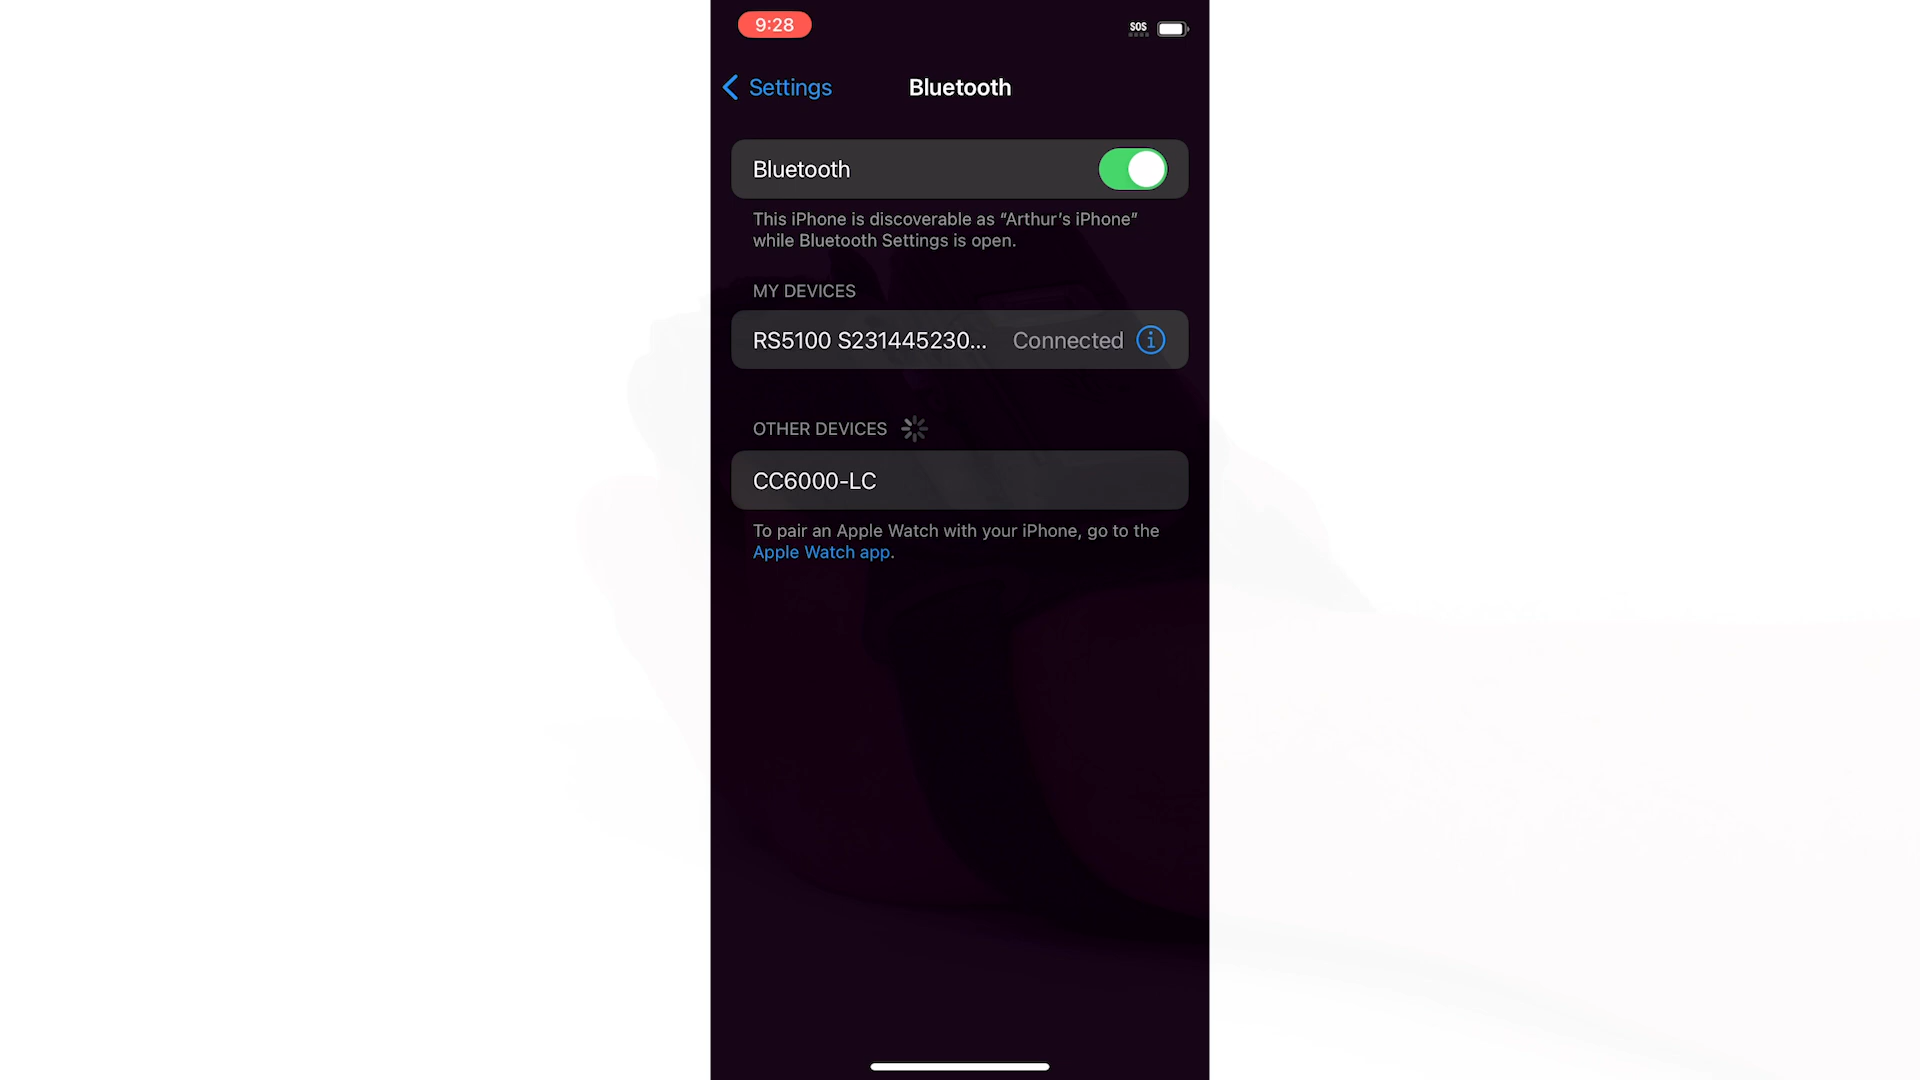 9:28
SOS
Settings
Bluetooth
Bluetooth
This iPhone is discoverable as “Arthur’s iPhone”
while Bluetooth Settings is open.
MY DEVICES
RS5100 S231445230... Connected
OTHER DEVICES
CC6000-LC
To pair an Apple Watch with your iPhone, go to the
Apple Watch app.